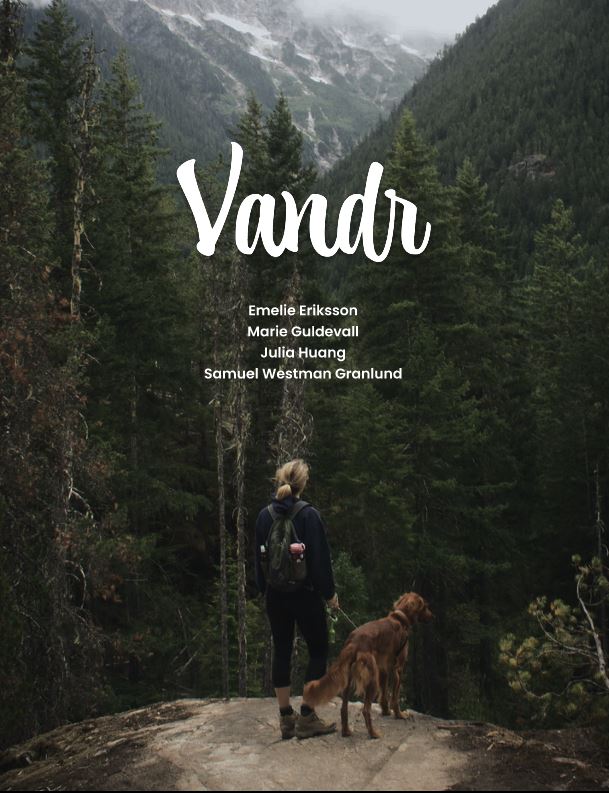 Vandr
Emelie Eriksson
Marie Guldevall
Julia Huang
Samuel Westman Granlund